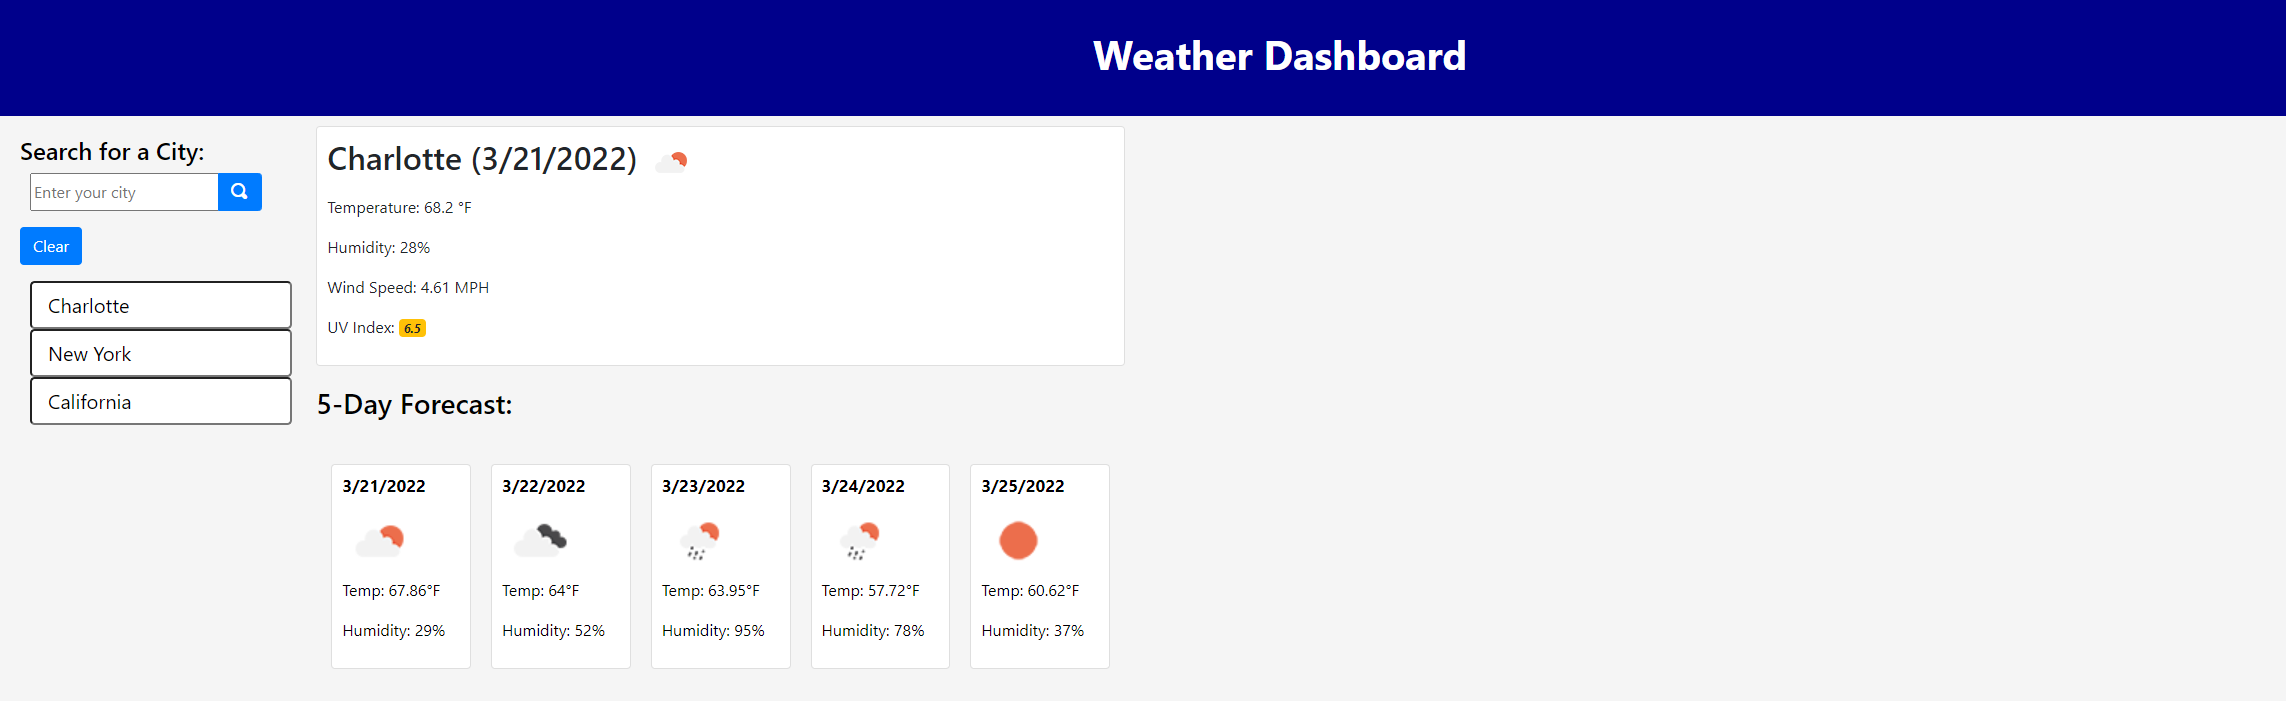 Weather Dashboard
Search for a City:
Enter your city
Clear
Charlotte
New York
California
Charlotte (3/21/2022)
Temperature: 68.2 °F
Humidity: 28%
Wind Speed: 4.61 MPH
UV Index: 6.5
5-Day Forecast:
3/21/2022
Temp: 67.86°F
Humidity: 29%
3/22/2022
Temp: 64°F
Humidity: 52%
3/23/2022
Temp: 63.95°F
Humidity: 95%
3/24/2022
Temp: 57.72°F
Humidity: 78%
3/25/2022
Temp: 60.62°F
Humidity: 37%